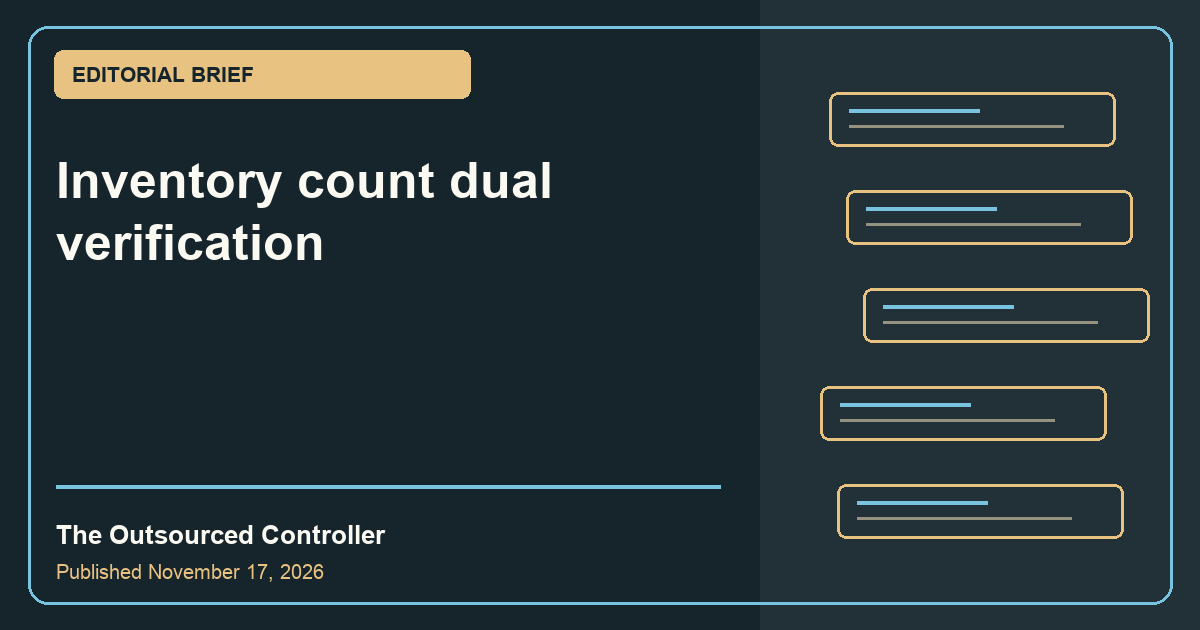 EDITORIAL BRIEF
Inventory count dual
verification
The Outsourced Controller
Published November 17, 2026